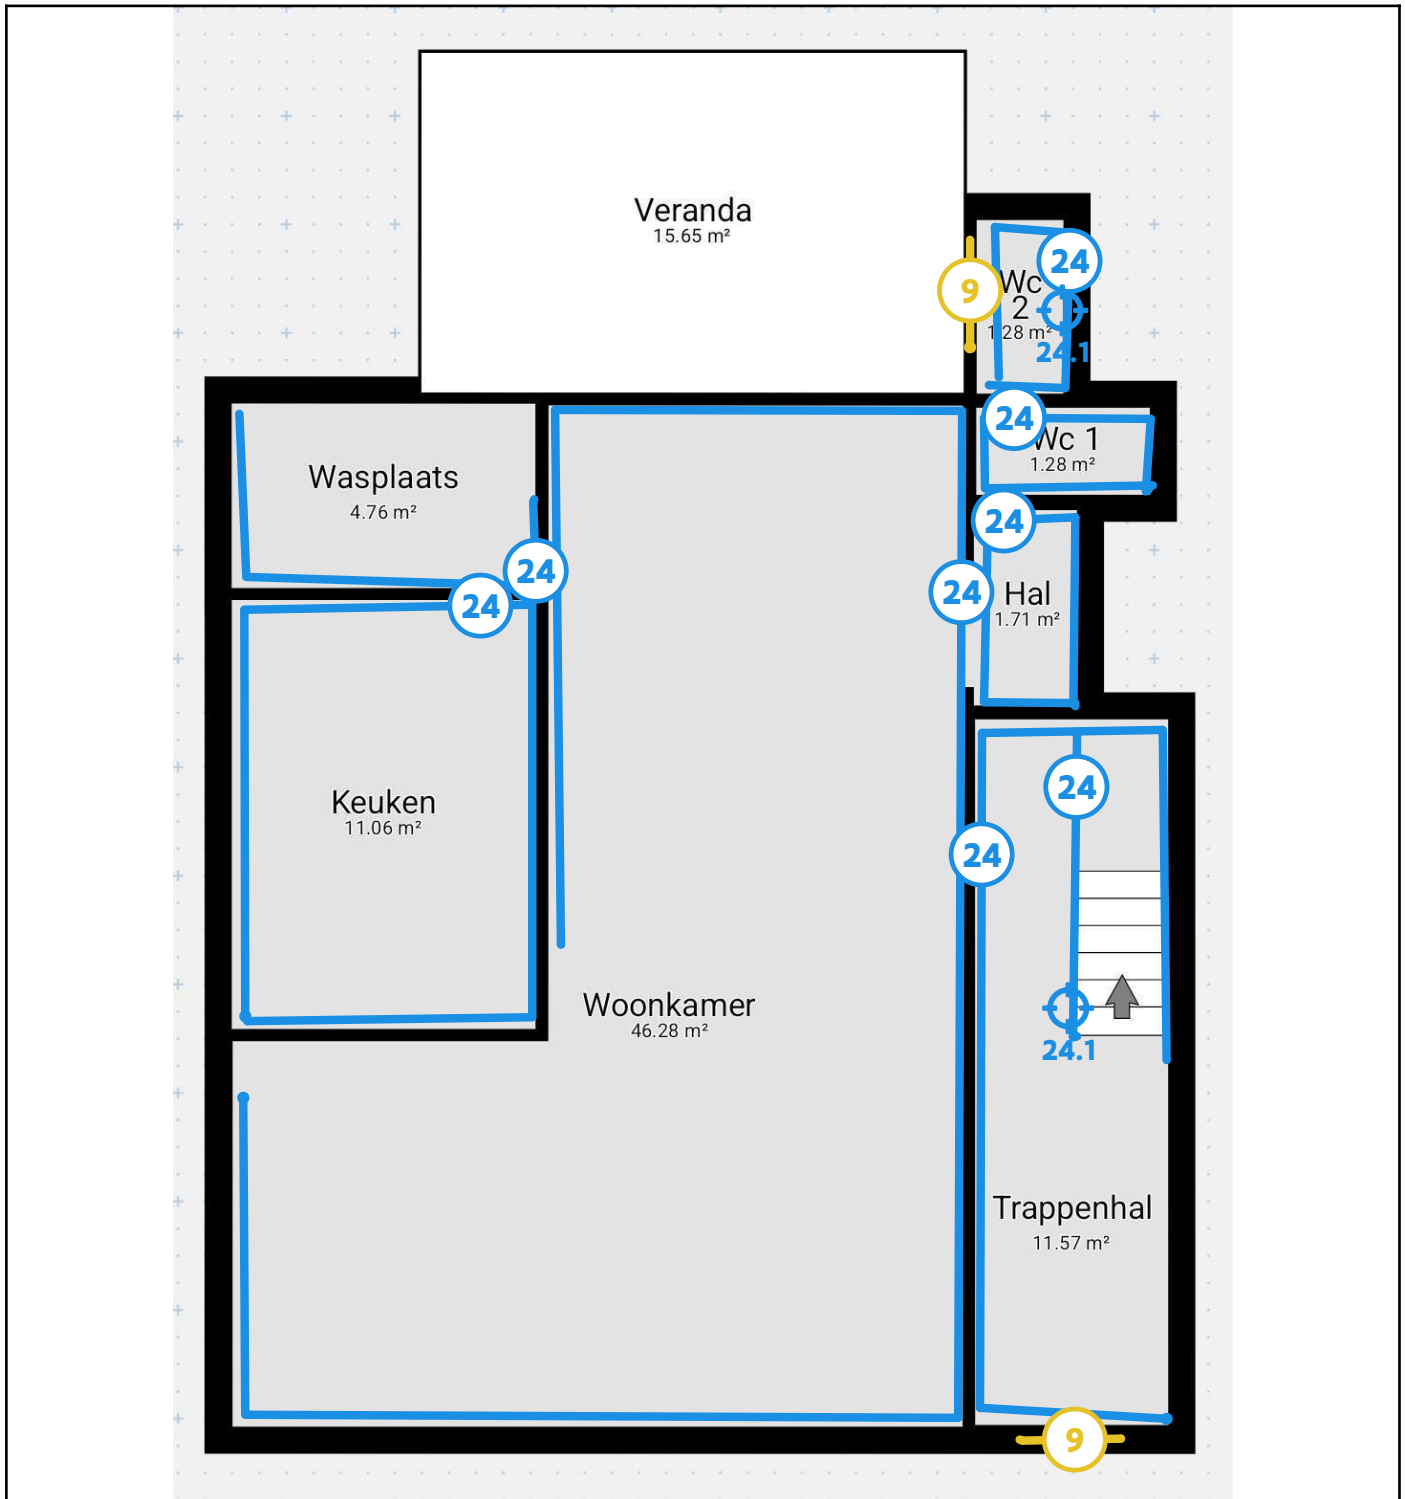 Veranda
15.65 m²
24
9
Wc
2
1.28 m²
24.1
24
Wc 1
1.28 m²
Wasplaats
4.76 m²
24
24
24
24
Hal
1.71 m²
24
Keuken
11.06 m²
24
Woonkamer
46.28 m²
24.1
Trappenhal
11.57 m²
9